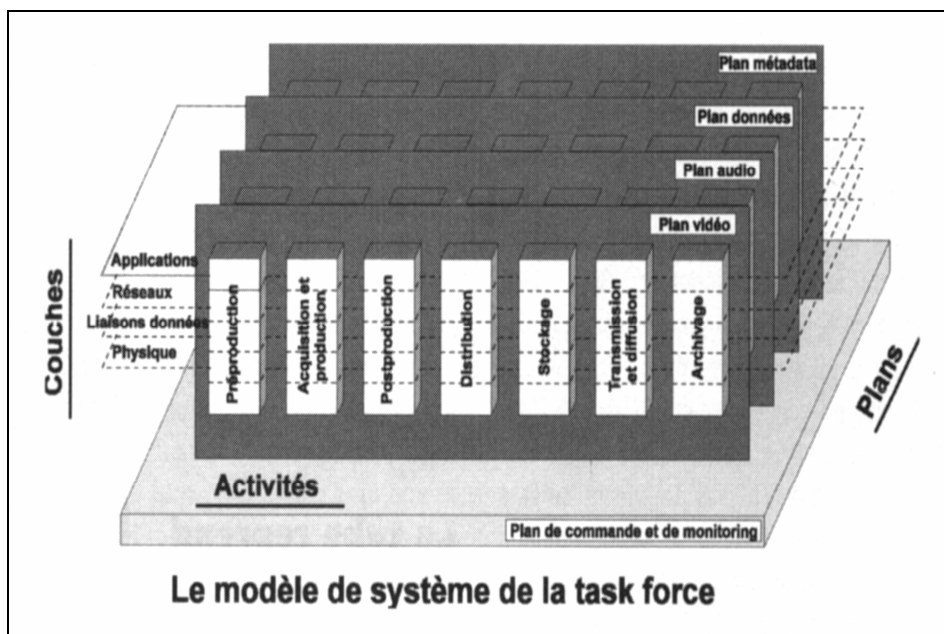 Plan métadata
Plan données
Plan audio
Plan vidéo
Couches
Applications
Réseaux
Liaisons données
Physique
Préproduction
Acquisition et
production
Postproduction
Distribution
Stockage
Transmission
et diffusion
Archivage
Plans
Activités
Plan de commande et de monitoring
Le modèle de système de la task force